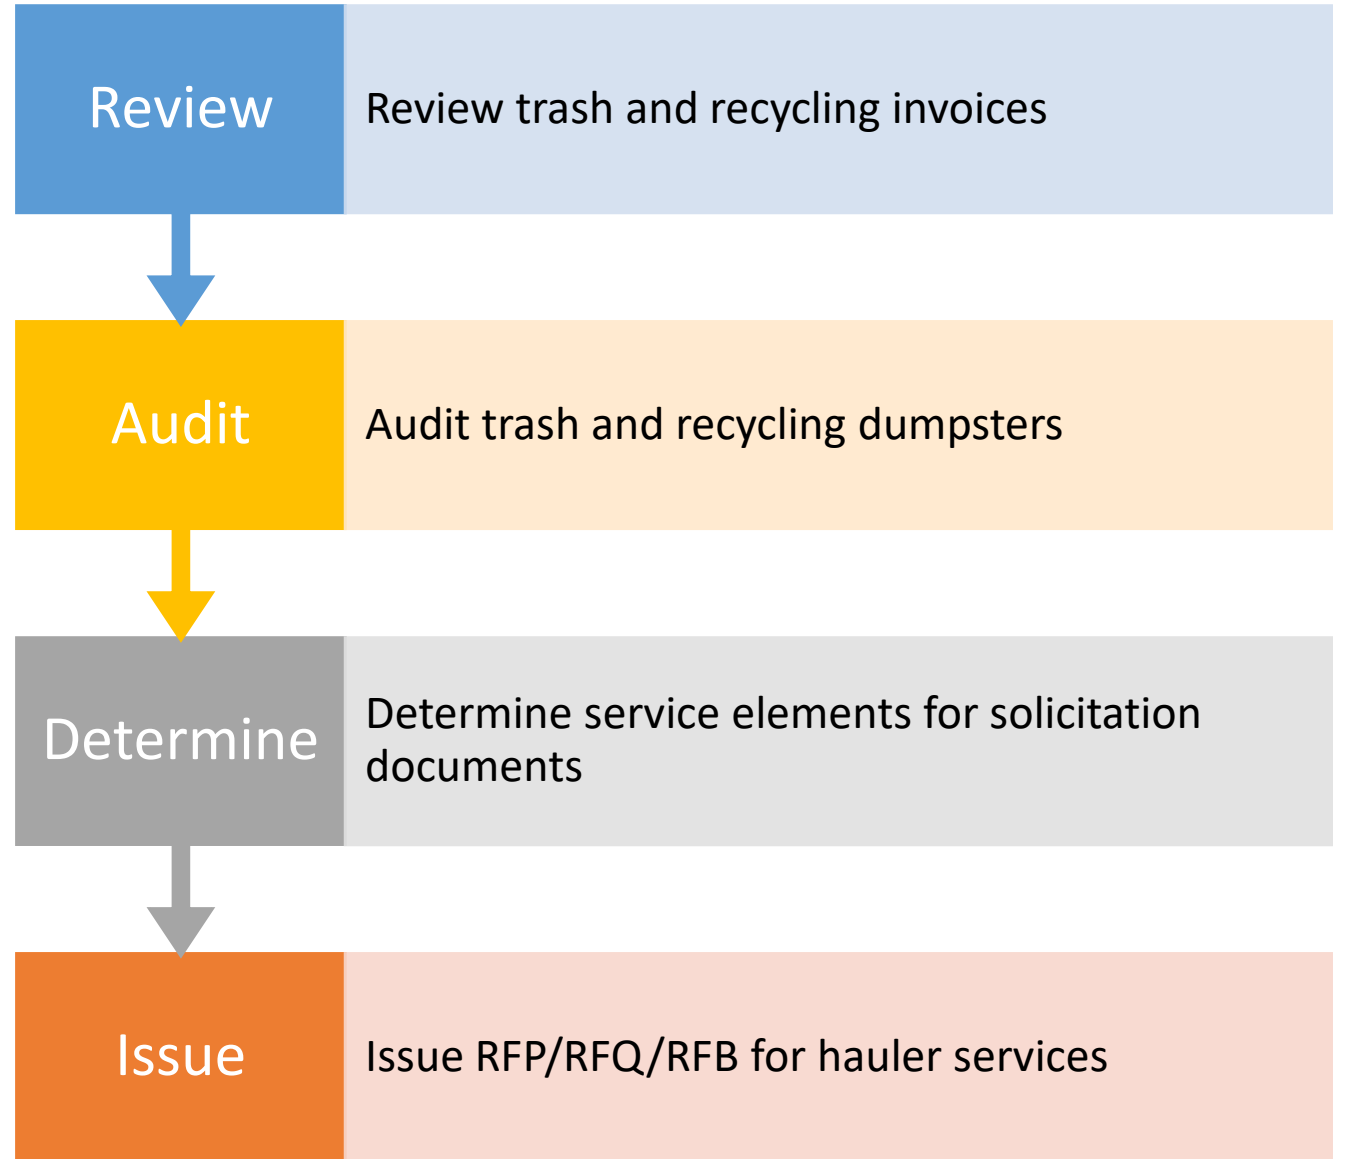 Review
Review trash and recycling invoices
Audit
Audit trash and recycling dumpsters
Determine
Determine service elements for solicitation
documents
Issue
Issue RFP/RFQ/RFB for hauler services